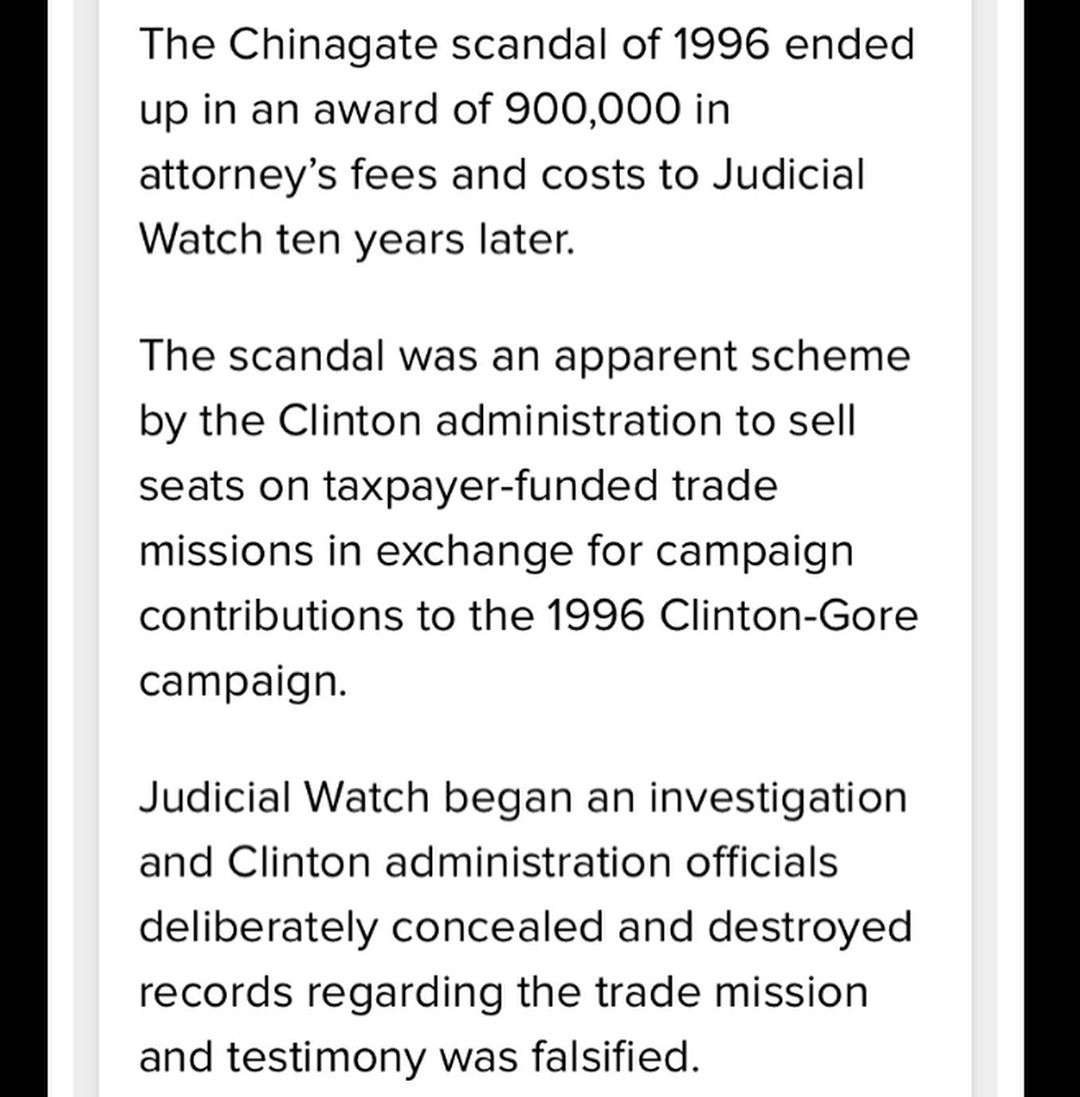 The Chinagate scandal of 1996 ended
up in an award of 900,000 in
attorney’s fees and costs to Judicial
Watch ten years later.
The scandal was an apparent scheme
by the Clinton administration to sell
seats on taxpayer-funded trade
missions in exchange for campaign
contributions to the 1996 Clinton-Gore
campaign.
Judicial Watch began an investigation
and Clinton administration officials
deliberately concealed and destroyed
records regarding the trade mission
and testimony was falsified.